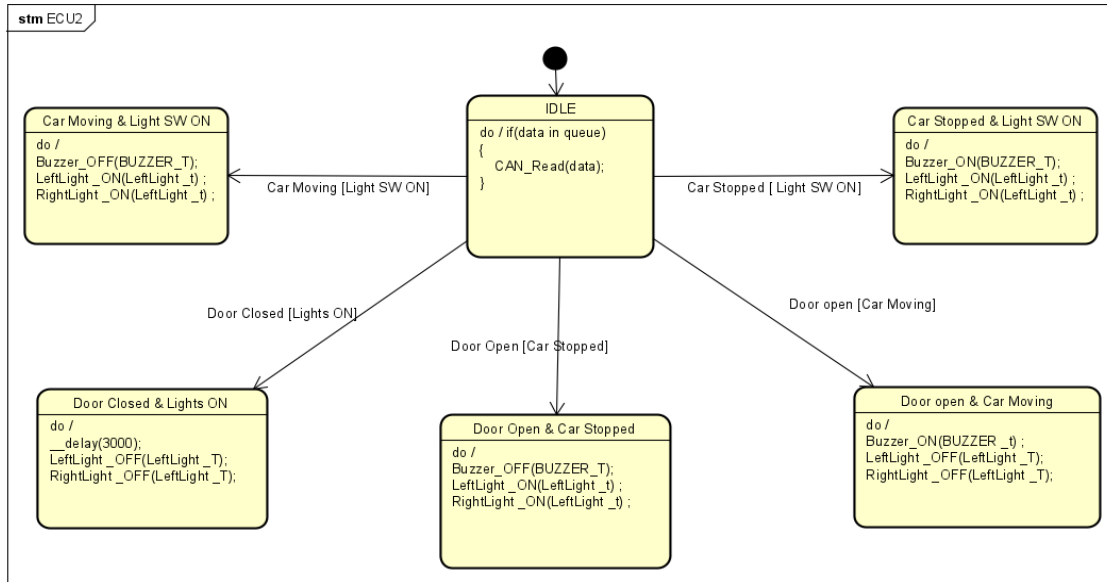 stm ECU2
IDLE
do / if(data in queue)
{
CAN_Read(data);
}
Car Moving & Light SW ON
do /
Buzzer_OFF(BUZZER_T);
LeftLight _ON(LeftLight _t) ;
RightLight _ON(LeftLight _t) ;
Car Moving [Light SW ON]
Car Stopped [ Light SW ON]
Car Stopped & Light SW ON
do /
Buzzer_ON(BUZZER_T);
LeftLight _ON(LeftLight _t) ;
RightLight _ON(LeftLight _t) ;
Door Closed [Lights ON]
Door Open [Car Stopped]
Door open [Car Moving]
Door Closed & Lights ON
do /
__delay(3000);
LeftLight _OFF(LeftLight _T);
RightLight _OFF(LeftLight _T);
Door Open & Car Stopped
do /
Buzzer_OFF(BUZZER_T);
LeftLight _ON(LeftLight _t) ;
RightLight _ON(LeftLight _t) ;
Door open & Car Moving
do /
Buzzer_ON(BUZZER _t) ;
LeftLight _OFF(LeftLight _T);
RightLight _OFF(LeftLight _T);